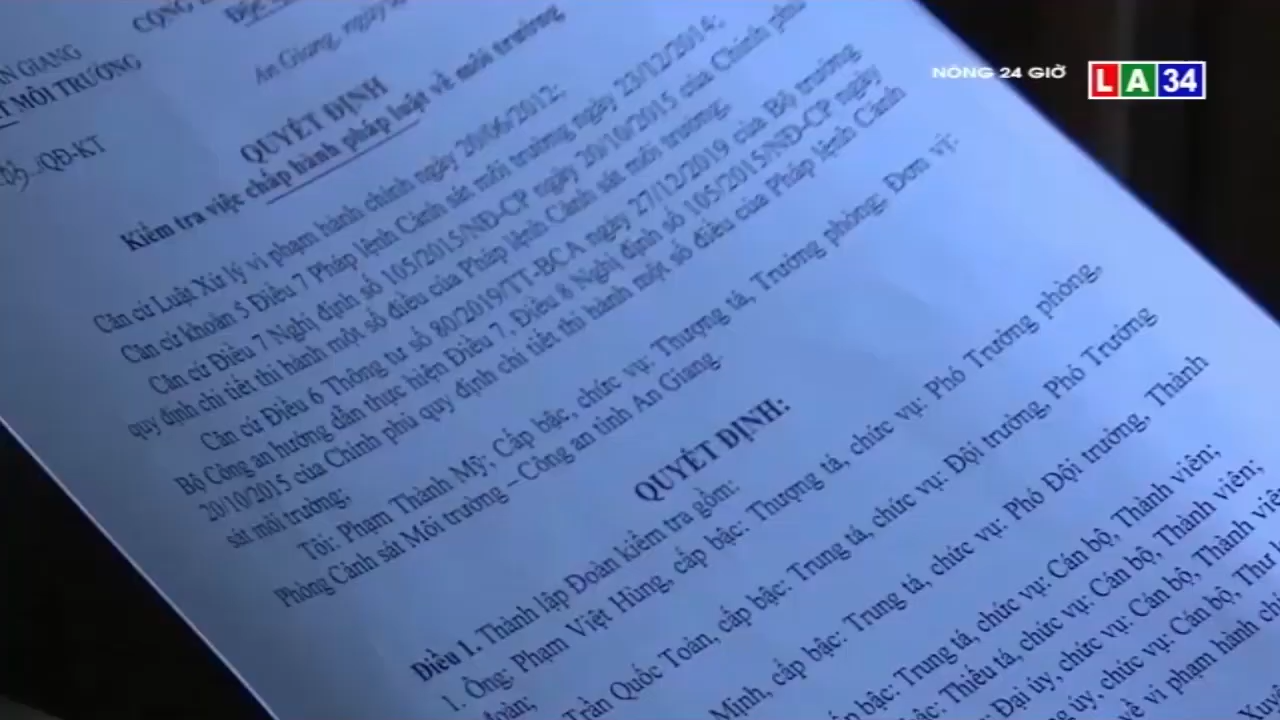 NÓNG 24 GIỜ
LA34
AN GIANG
MÔI TRƯỜNG
QĐ-KT
An Giang, ngày
QUYẾT ĐỊNH
Kiểm tra việc chấp hành pháp luật về môi trường
Căn cứ Luật Xử lý vi phạm hành chính ngày 20/06/2012;
Căn cứ khoản 5 Điều 7 Pháp lệnh Cảnh sát môi trường ngày 23/12/2014;
Căn cứ Điều 7 Nghị định số 105/2015/NĐ-CP ngày 20/10/2015 của Chính phủ
quy định chi tiết thi hành một số điều của Pháp lệnh Cảnh sát môi trường.
Căn cứ Điều 6 Thông tư số 80/2019/TT-BCA ngày 27/12/2019 của Bộ trưởng
Bộ Công an hướng dẫn thực hiện Điều 7, Điều 8 Nghị định số 105/2015/NĐ-CP ngày
20/10/2015 của Chính phủ quy định chi tiết thi hành một số điều của Pháp lệnh Cảnh
sát môi trường;
Tôi: Phạm Thành Mỹ; Cấp bậc, chức vụ: Thượng tá, Trưởng phòng; Đơn vị:
Phòng Cảnh sát Môi trường – Công an tỉnh An Giang.
QUYẾT ĐỊNH:
Điều 1. Thành lập Đoàn kiểm tra gồm:
1. Ông: Phạm Việt Hùng, cấp bậc: Thượng tá, chức vụ: Phó Trưởng phòng,
đoàn;
Trần Quốc Toàn, cấp bậc: Trung tá, chức vụ: Đội trưởng, Phó Trưởng
Minh, cấp bậc: Trung tá, chức vụ: Phó Đội trưởng, Thành
bậc: Trung tá, chức vụ: Cán bộ, Thành viên;
bậc: Thiếu tá, chức vụ: Cán bộ, Thành viên;
Đại úy, chức vụ: Cán bộ, Thành viên
úy, chức vụ: Cán bộ, Thư
về vi phạm hành